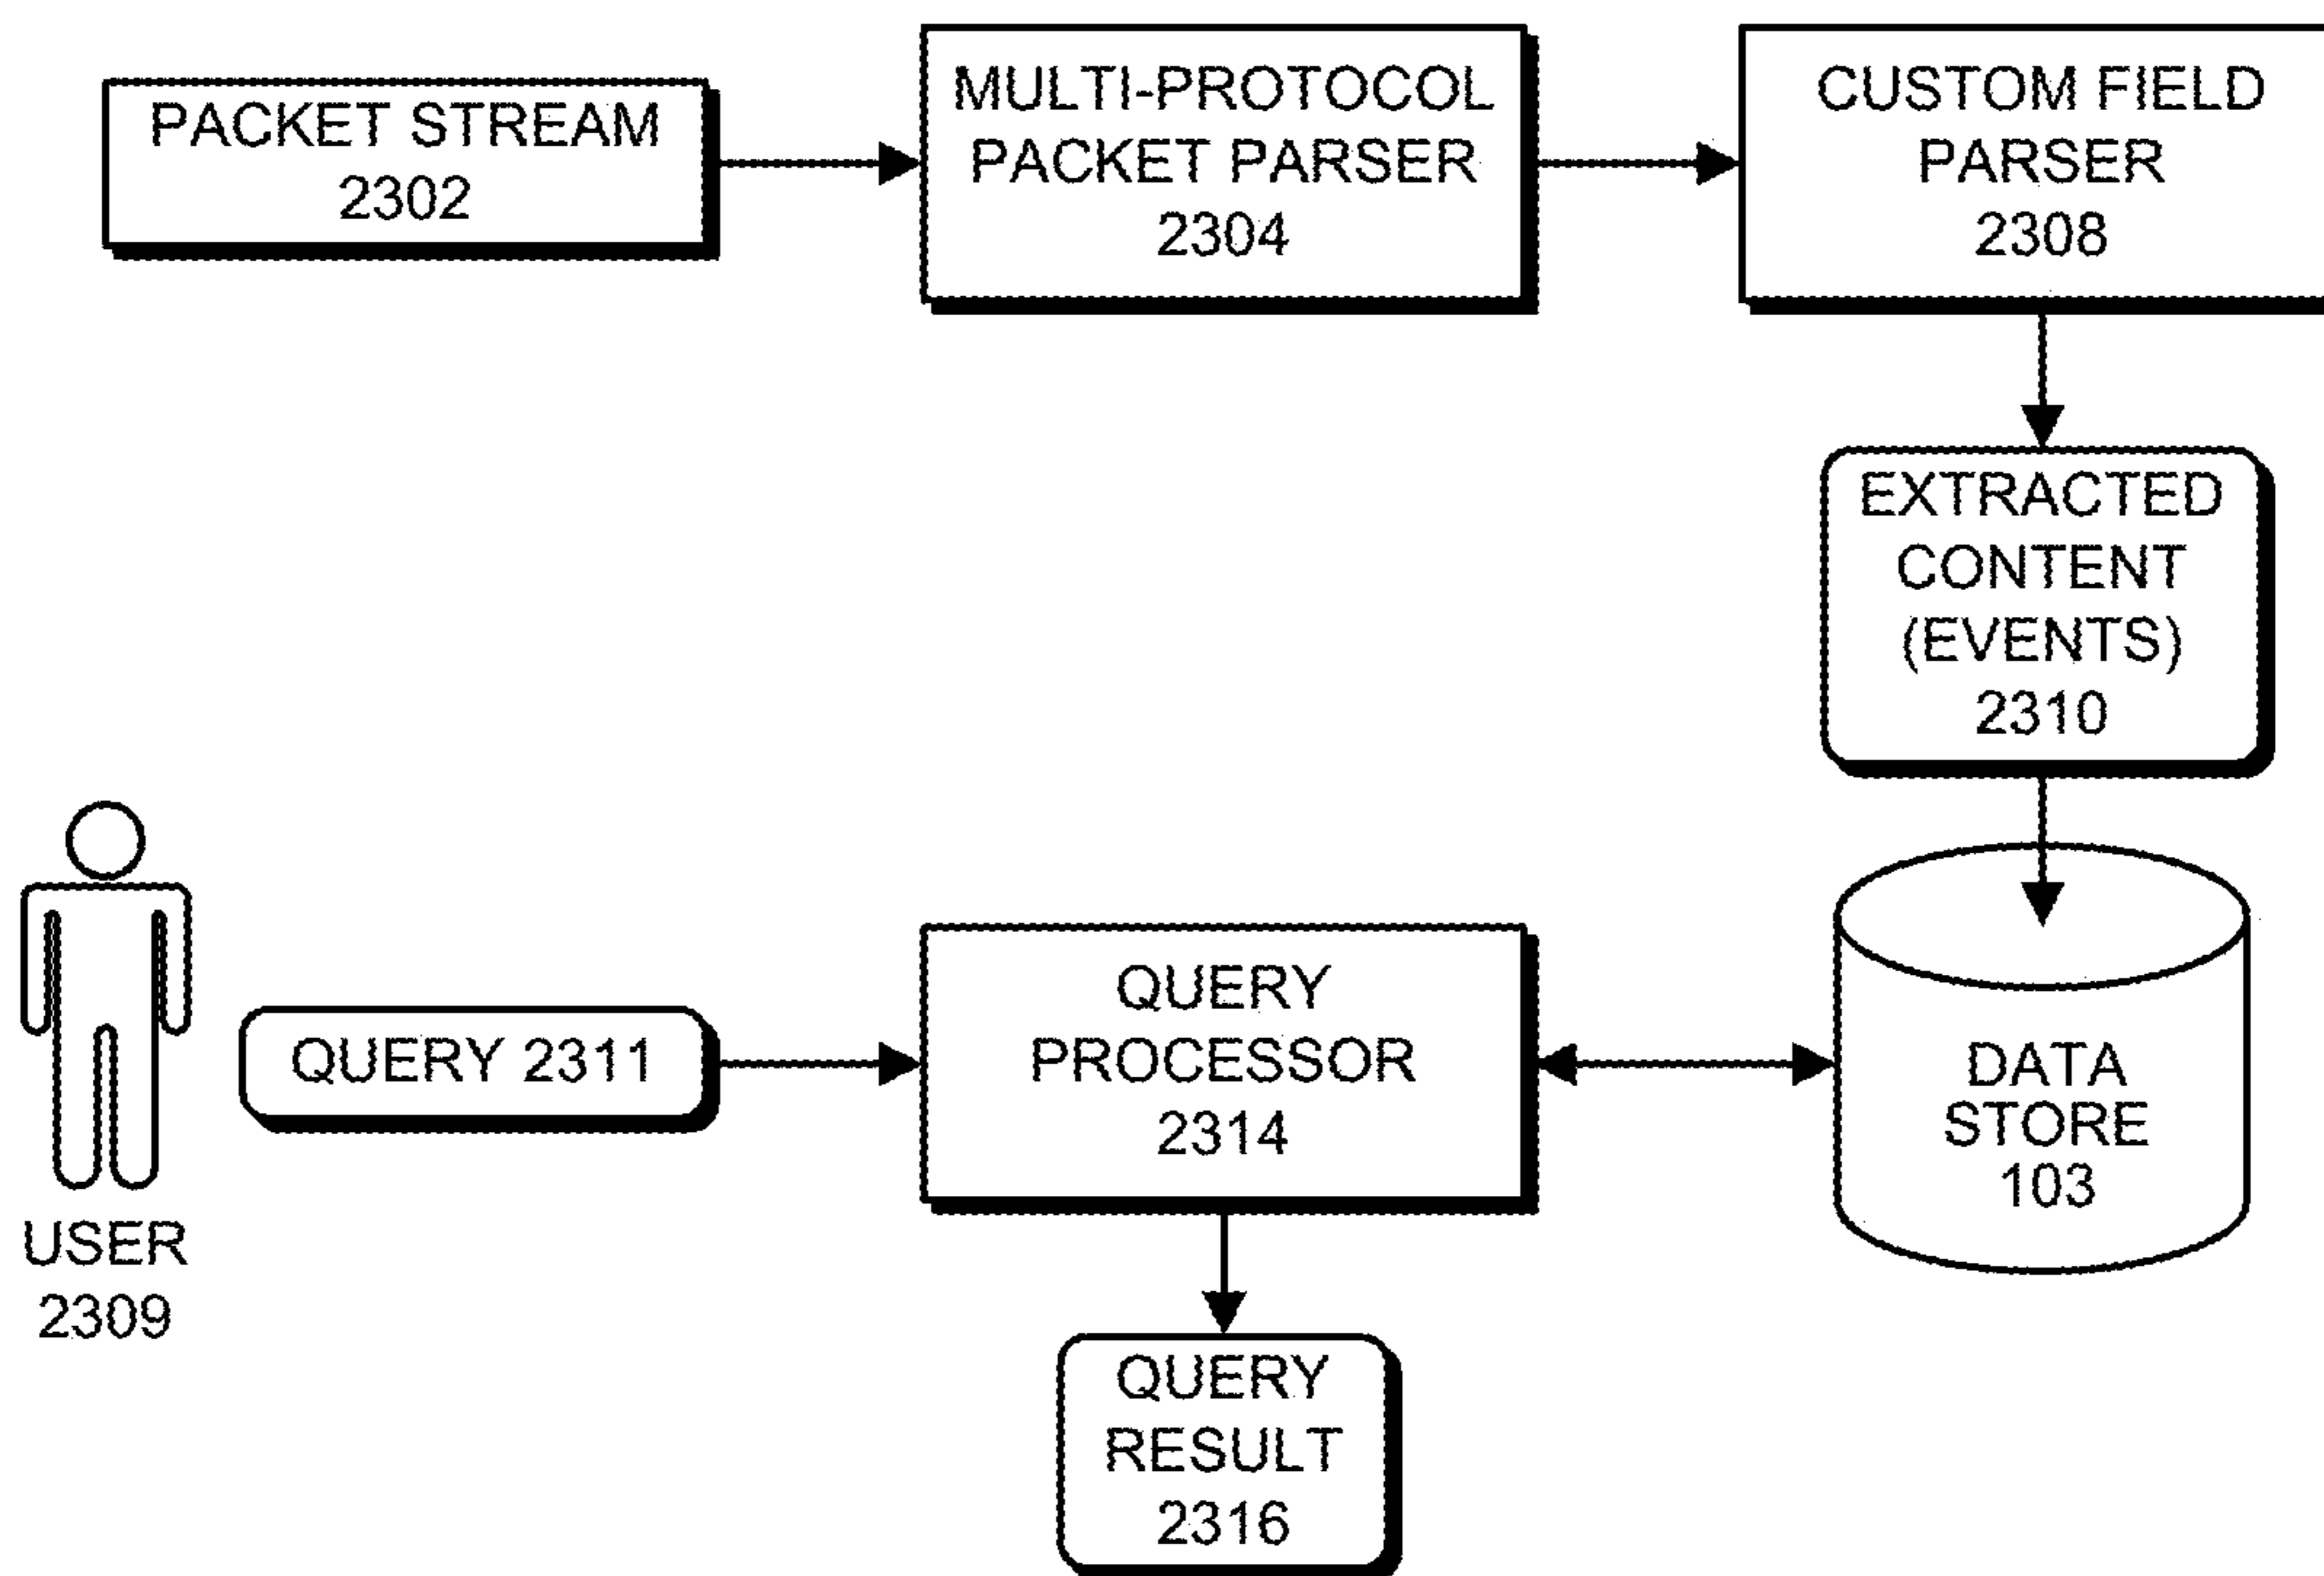 PACKET STREAM
2302
MULTI-PROTOCOL
PACKET PARSER
2304
CUSTOM FIELD
PARSER
2308
EXTRACTED
CONTENT
(EVENTS)
2310
USER
2309
QUERY 2311
QUERY
PROCESSOR
2314
DATA
STORE
103
QUERY
RESULT
2316